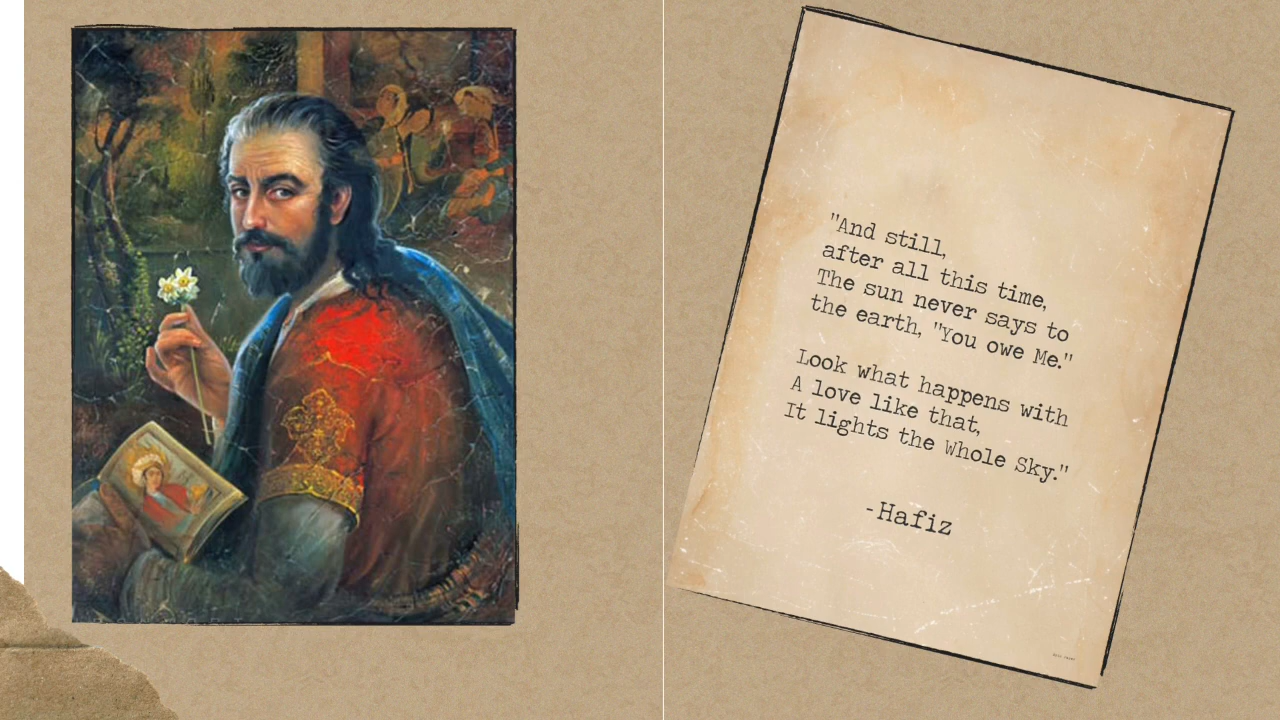 "And still,
after all this time,
The sun never says to
the earth, "You owe Me."
Look what happens with
A love like that,
It lights the Whole Sky."
-Hafiz